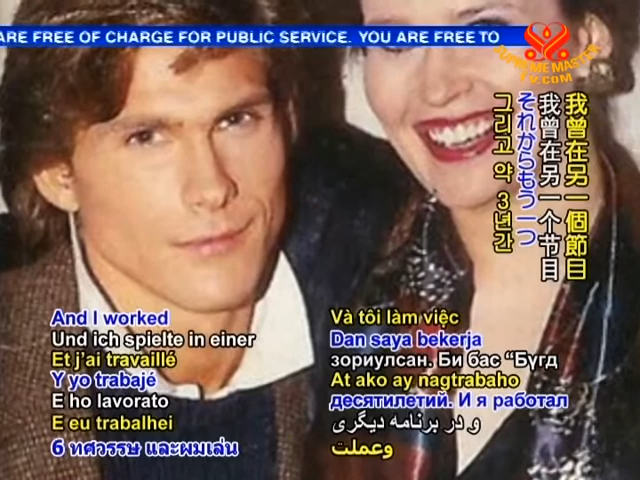 ARE FREE OF CHARGE FOR PUBLIC SERVICE. YOU ARE FREE TO
SUPREME MASTER
TV.COM
我曾在另一個節目
我曾在另一个节目
それからもう一つ
그리고 약 3년간
And I worked
Und ich spielte in einer
Et j'ai travaillé
Y yo trabajé
E ho lavorato
E eu trabalhei
6 ทศวรรษ และผมเล่น
Và tôi làm việc
Dan saya bekerja
зориулсан. Би бас “Бүгд
At ako ay nagtrabaho
десятилетий. И я работал
و در برنامه دیگری
وعملت